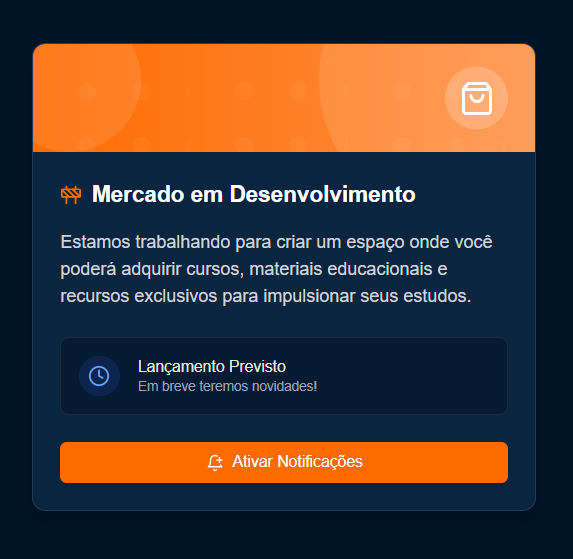 Mercado em Desenvolvimento
Estamos trabalhando para criar um espaço onde você
poderá adquirir cursos, materiais educacionais e
recursos exclusivos para impulsionar seus estudos.
Lançamento Previsto
Em breve teremos novidades!
Ativar Notificações